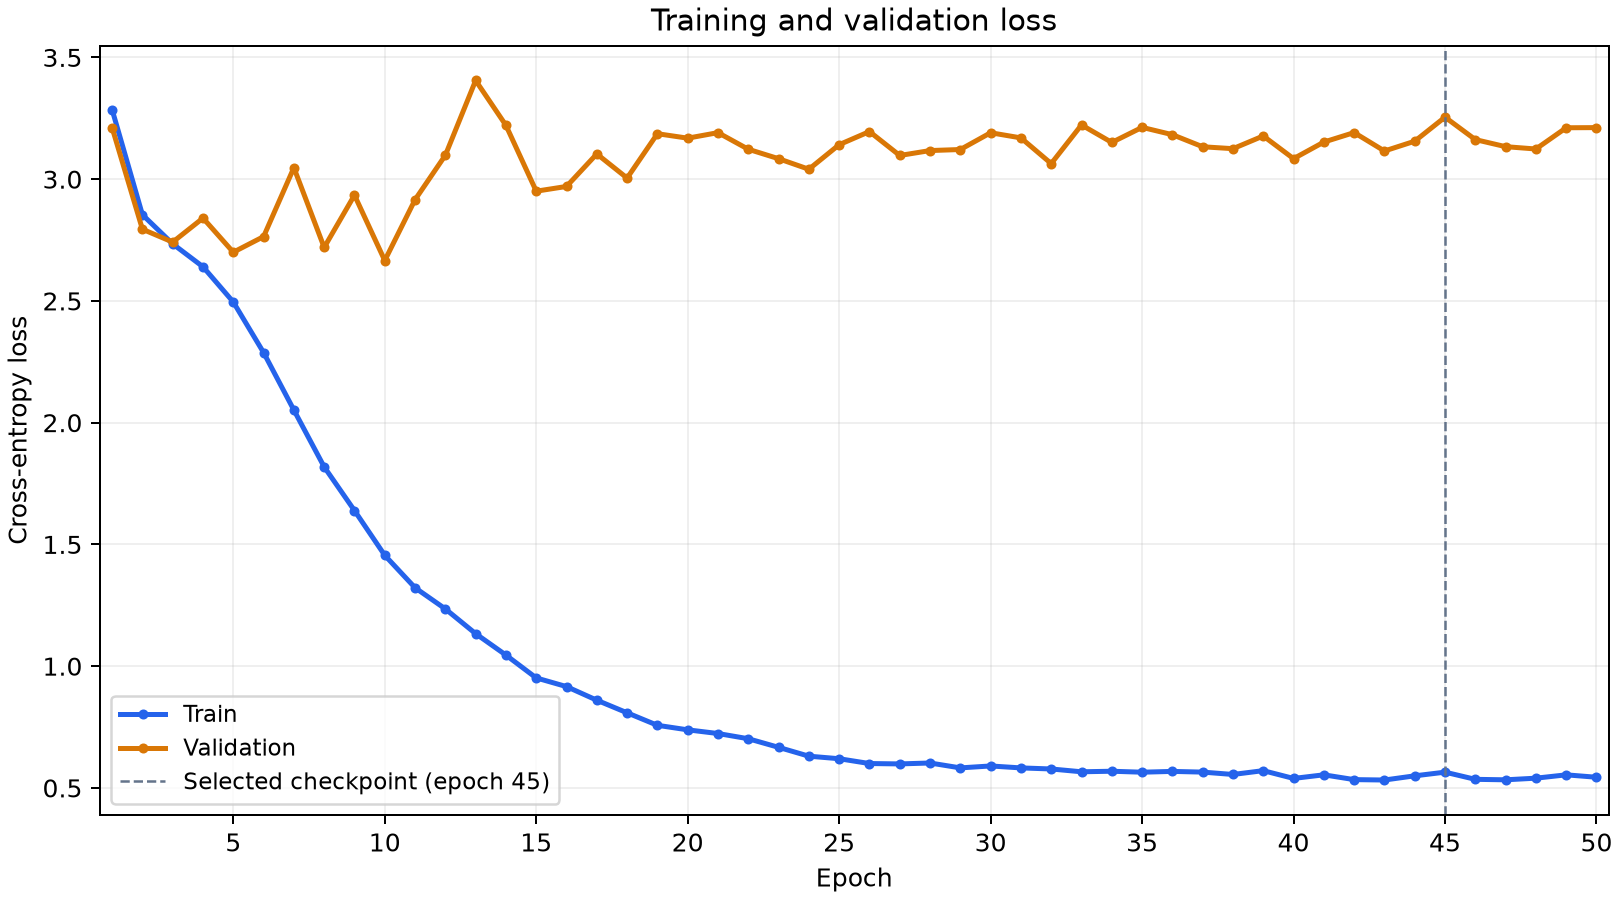 Training and validation loss
3.5
3.0
2.5
2.0
1.5
1.0
0.5
Cross-entropy loss
Train
Validation
Selected checkpoint (epoch 45)
5 10 15 20 25 30 35 40 45 50
Epoch